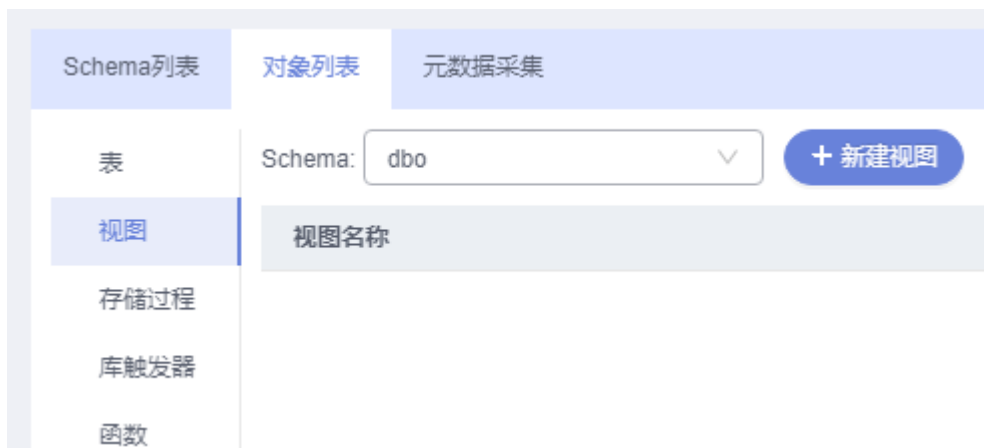 Schema列表 对象列表 元数据采集
表 Schema: dbo + 新建视图
视图 视图名称
存储过程
库触发器
函数